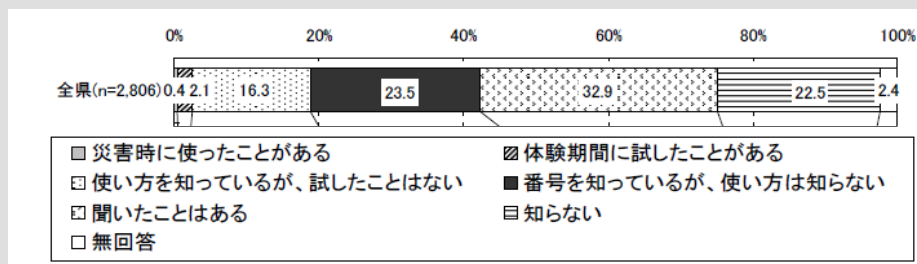 0% 20% 40% 60% 80% 100%
全県(n=2,806) 0.4 2.1 16.3 23.5 32.9 22.5 2.4
災害時に使ったことがある 体験期間に試したことがある
使い方を知っているが、試したことはない 番号を知っているが、使い方は知らない
聞いたことはある 知らない
無回答